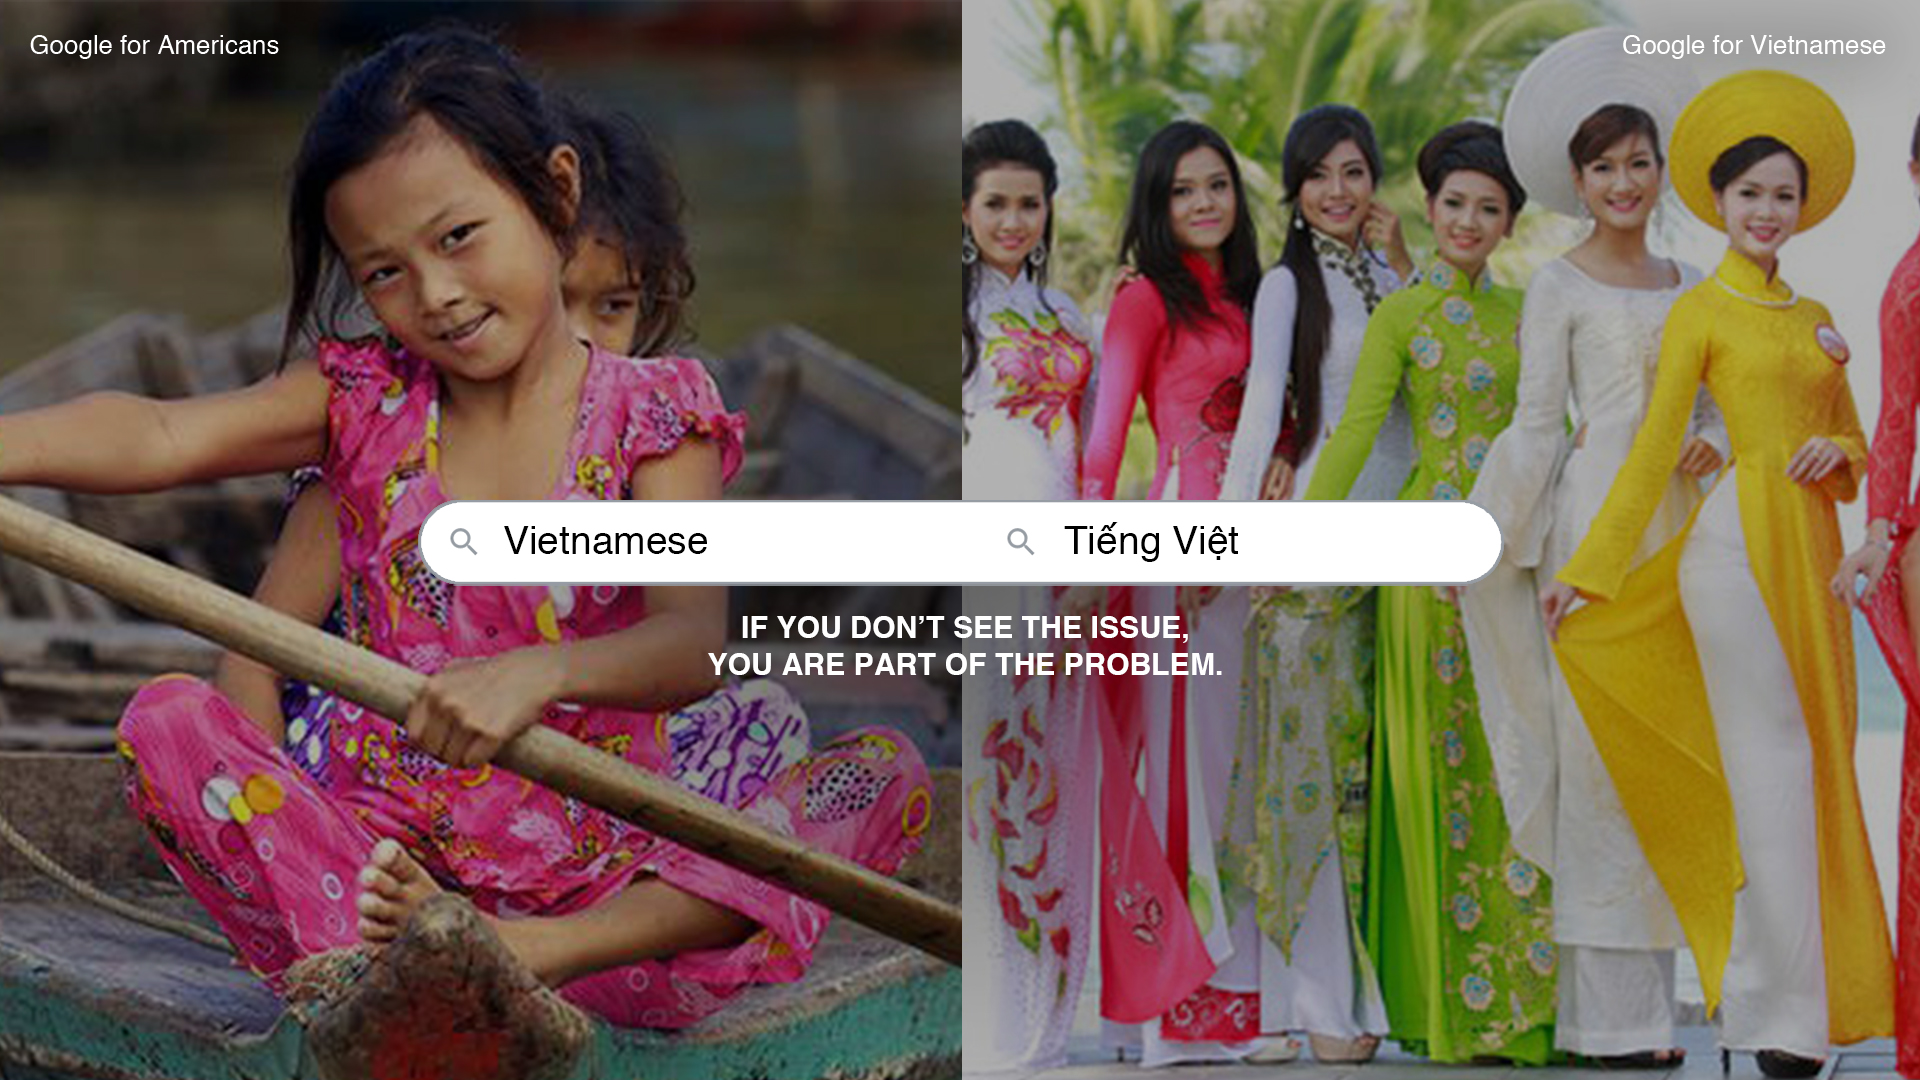 Google for Americans
Google for Vietnamese
Vietnamese
Tiếng Việt
IF YOU DON’T SEE THE ISSUE,
YOU ARE PART OF THE PROBLEM.